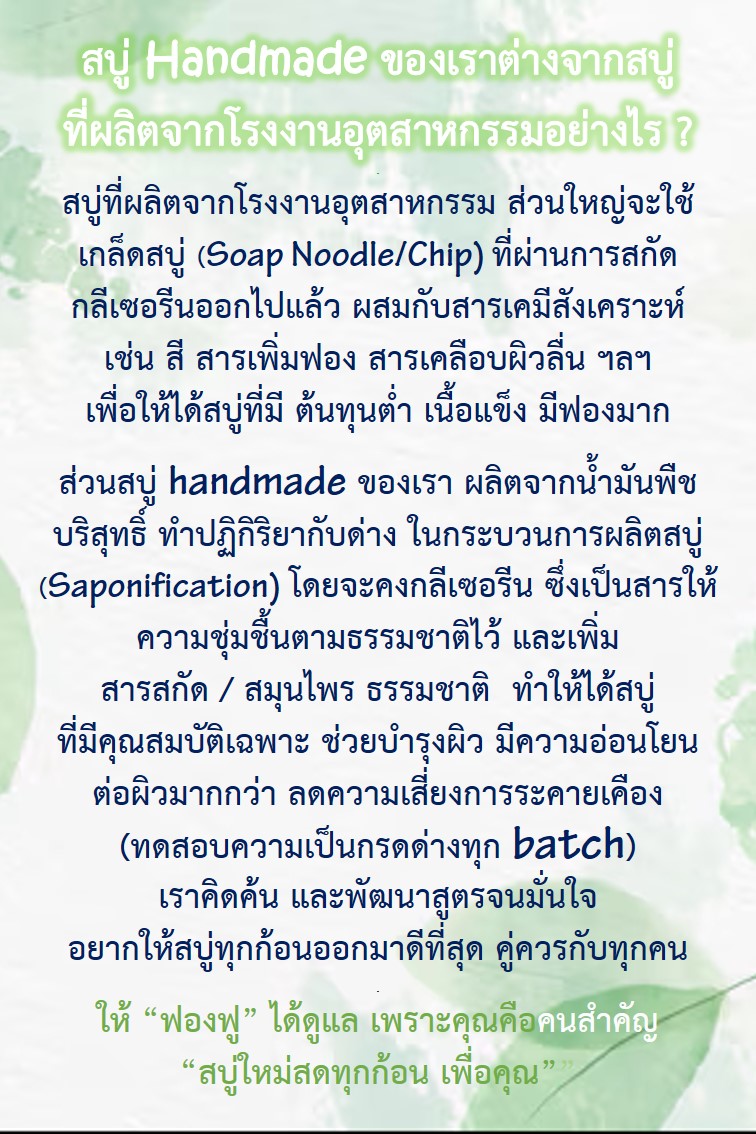 สบู่ Handmade ของเราต่างจากสบู่
ที่ผลิตจากโรงงานอุตสาหกรรมอย่างไร ?
สบู่ที่ผลิตจากโรงงานอุตสาหกรรม ส่วนใหญ่จะใช้
เกล็ดสบู่ (Soap Noodle/Chip) ที่ผ่านการสกัด
กลีเซอรีนออกไปแล้ว ผสมกับสารเคมีสังเคราะห์
เช่น สี สารเพิ่มฟอง สารเคลือบผิวลื่น ฯลฯ
เพื่อให้ได้สบู่ที่มี ต้นทุนต่ำ เนื้อแข็ง มีฟองมาก
ส่วนสบู่ handmade ของเรา ผลิตจากน้ำมันพืช
บริสุทธิ์ ทำปฏิกิริยากับด่าง ในกระบวนการผลิตสบู่
(Saponification) โดยจะคงกลีเซอรีน ซึ่งเป็นสารให้
ความชุ่มชื้นตามธรรมชาติไว้ และเพิ่ม
สารสกัด / สมุนไพร ธรรมชาติ ทำให้ได้สบู่
ที่มีคุณสมบัติเฉพาะ ช่วยบำรุงผิว มีความอ่อนโยน
ต่อผิวมากกว่า ลดความเสี่ยงการระคายเคือง
(ทดสอบความเป็นกรดด่างทุก batch)
เราคิดค้น และพัฒนาสูตรจนมั่นใจ
อยากให้สบู่ทุกก้อนออกมาดีที่สุด คู่ควรกับทุกคน
ให้ “ฟองฟู” ได้ดูแล เพราะคุณคือคนสำคัญ
“สบู่ใหม่สดทุกก้อน เพื่อคุณ””